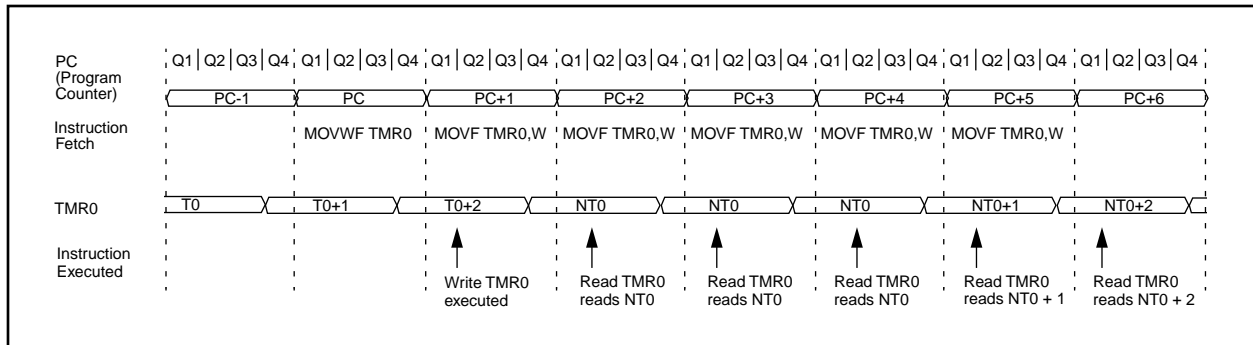 PC
(Program
Counter)
Q1 Q2 Q3 Q4 Q1 Q2 Q3 Q4 Q1 Q2 Q3 Q4 Q1 Q2 Q3 Q4 Q1 Q2 Q3 Q4 Q1 Q2 Q3 Q4 Q1 Q2 Q3 Q4 Q1 Q2 Q3 Q4
PC-1 PC PC+1 PC+2 PC+3 PC+4 PC+5 PC+6
Instruction
Fetch
MOVWF TMR0 MOVF TMR0,W MOVF TMR0,W MOVF TMR0,W MOVF TMR0,W MOVF TMR0,W
TMR0
T0 T0+1 T0+2 NT0 NT0 NT0 NT0+1 NT0+2
Instruction
Executed
Write TMR0
executed
Read TMR0
reads NT0
Read TMR0
reads NT0
Read TMR0
reads NT0
Read TMR0
reads NT0 + 1
Read TMR0
reads NT0 + 2